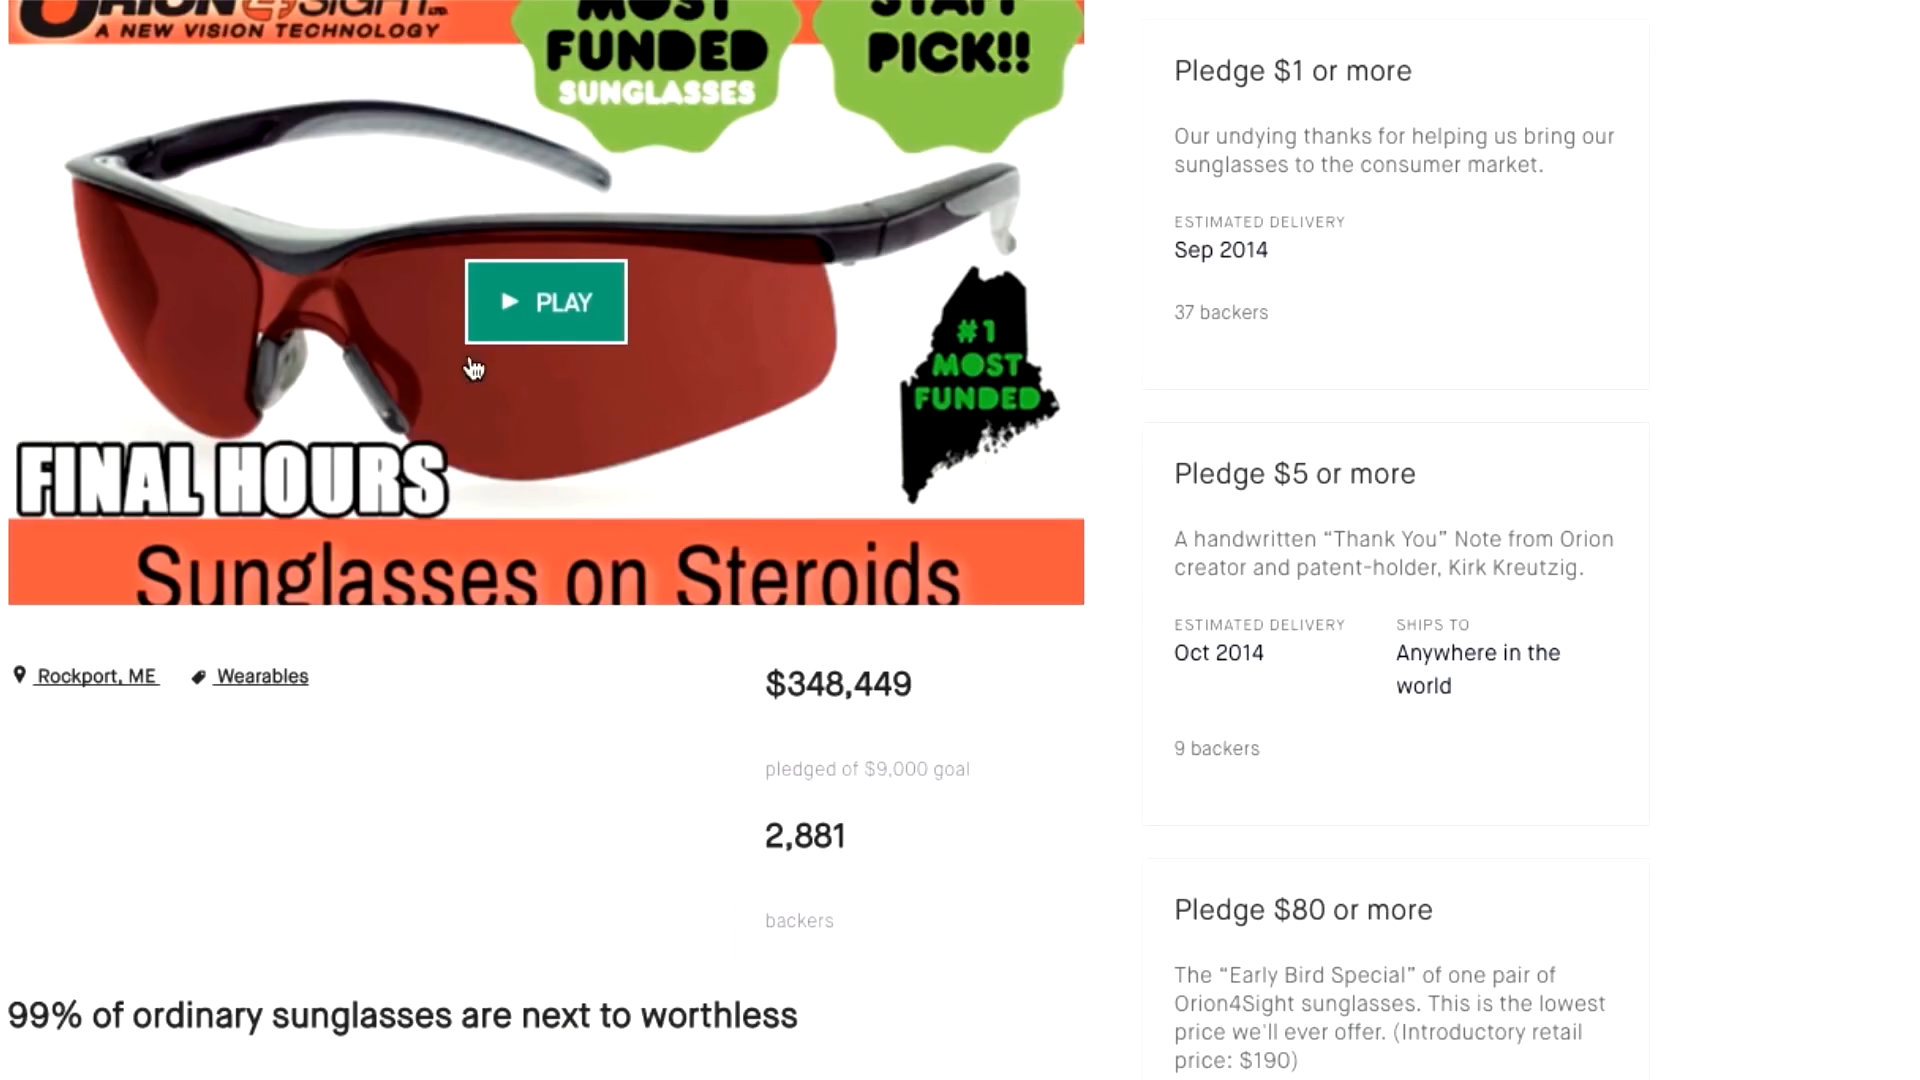 ORION4SIGHT LTD.
A NEW VISION TECHNOLOGY
MOST
FUNDED
SUNGLASSES
STAFF
PICK!!
PLAY
#1
MOST
FUNDED
FINAL HOURS
Sunglasses on Steroids
Rockport, ME
Wearables
$348,449
pledged of $9,000 goal
2,881
backers
99% of ordinary sunglasses are next to worthless
Pledge $1 or more
Our undying thanks for helping us bring our
sunglasses to the consumer market.
ESTIMATED DELIVERY
Sep 2014
37 backers
Pledge $5 or more
A handwritten “Thank You” Note from Orion
creator and patent-holder, Kirk Kreutzig.
ESTIMATED DELIVERY
Oct 2014
SHIPS TO
Anywhere in the
world
9 backers
Pledge $80 or more
The “Early Bird Special” of one pair of
Orion4Sight sunglasses. This is the lowest
price we'll ever offer. (Introductory retail
price: $190)